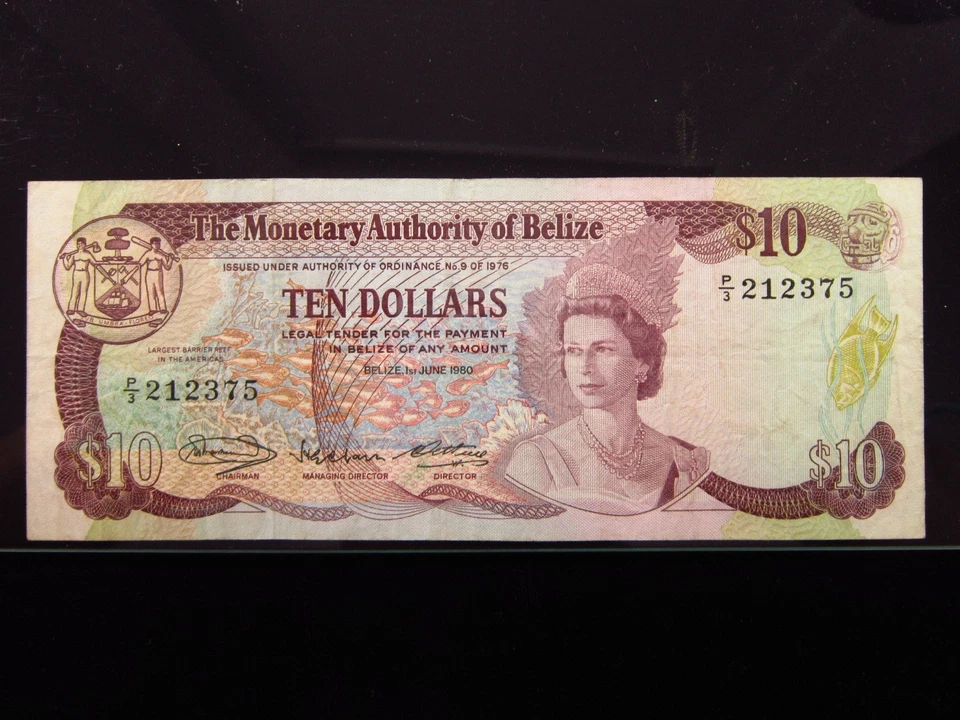 The Monetary Authority of Belize
$10
ISSUED UNDER AUTHORITY OF ORDINANCE No. 9 OF 1976
P/3 212375
TEN DOLLARS
LEGAL TENDER FOR THE PAYMENT
IN BELIZE OF ANY AMOUNT
LARGEST BARRIER REEF
IN THE AMERICAS
BELIZE, 1ST JUNE 1980
P/3 212375
$10
$10
CHAIRMAN
MANAGING DIRECTOR
DIRECTOR